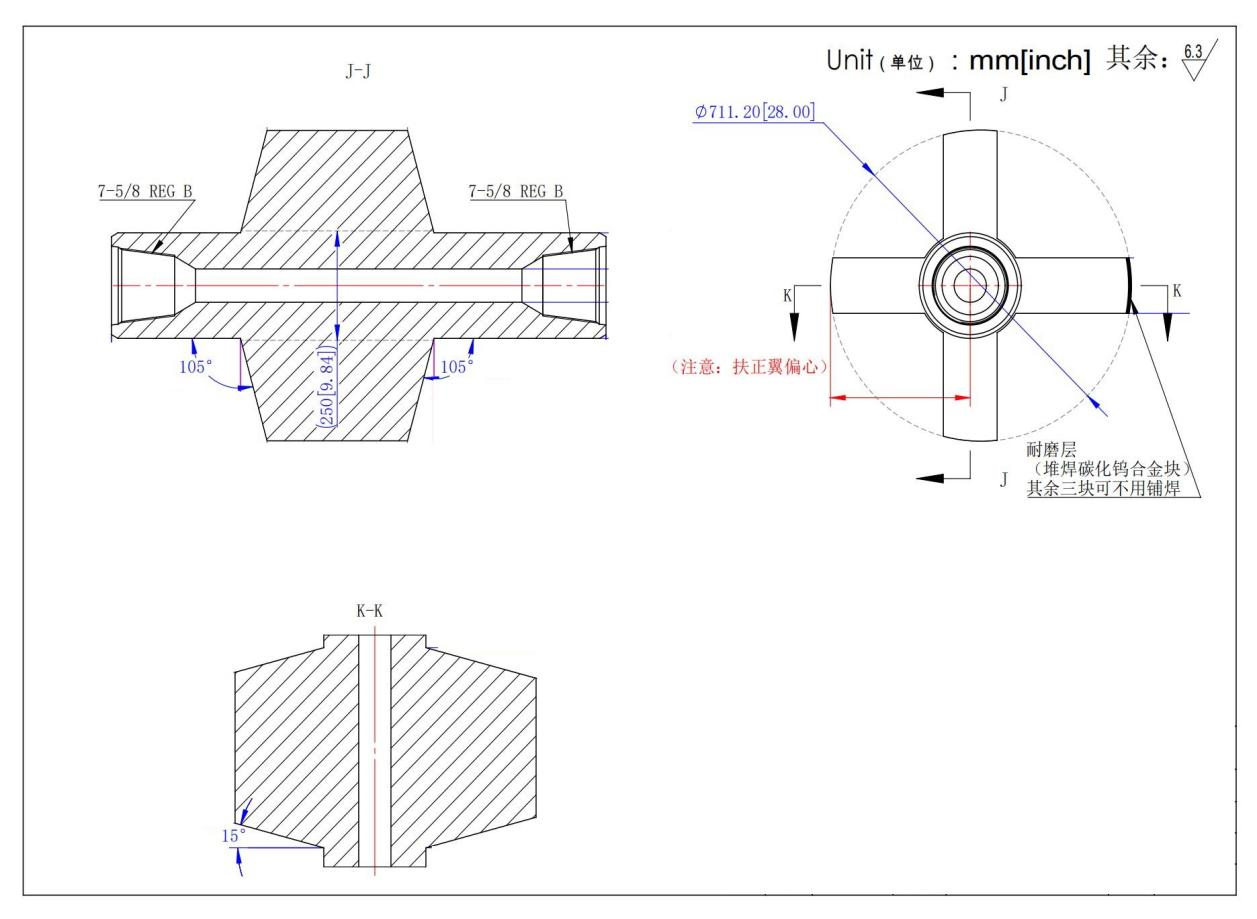 J-J
Unit(单位):mm[inch] 其余: 6.3
J
Ø711.20[28.00]
7-5/8 REG B
7-5/8 REG B
K
K
105°
(250[9.84])
105°
(注意: 扶正翼偏心)
耐磨层
(堆焊碳化钨合金块)
其余三块可不用铺焊
J
K-K
15°